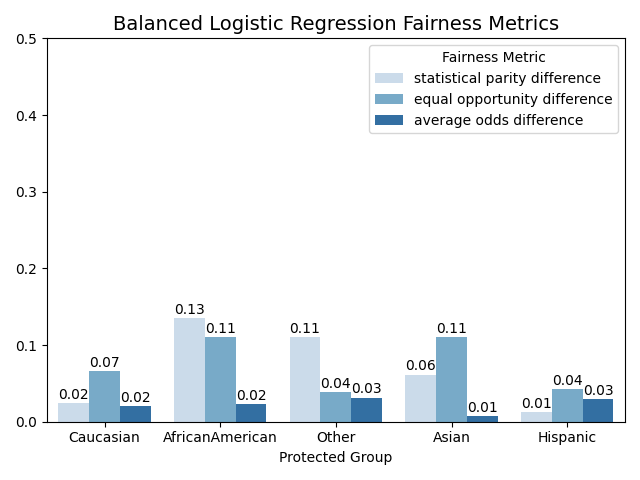 Balanced Logistic Regression Fairness Metrics
0.5
0.4
0.3
0.2
0.1
0.0
Fairness Metric
statistical parity difference
equal opportunity difference
average odds difference
0.02
0.07
0.02
0.13
0.11
0.02
0.11
0.04
0.03
0.06
0.11
0.01
0.01
0.04
0.03
Caucasian
AfricanAmerican
Other
Asian
Hispanic
Protected Group